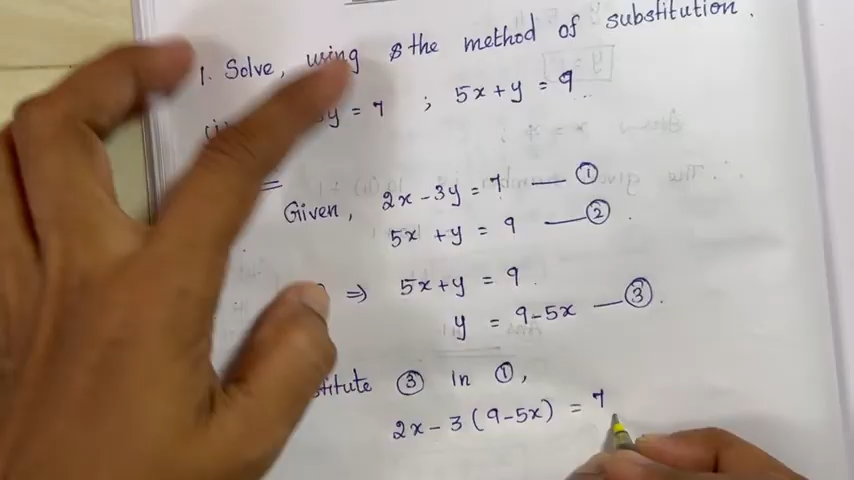 1. Solve, using the method of substitution.
y = 7 ; 5x + y = 9
Given, 2x - 3y = 7 — ①
5x + y = 9 — ②
⇒ 5x + y = 9
y = 9 - 5x — ③
③ in ①,
2x - 3 (9 - 5x) = 7